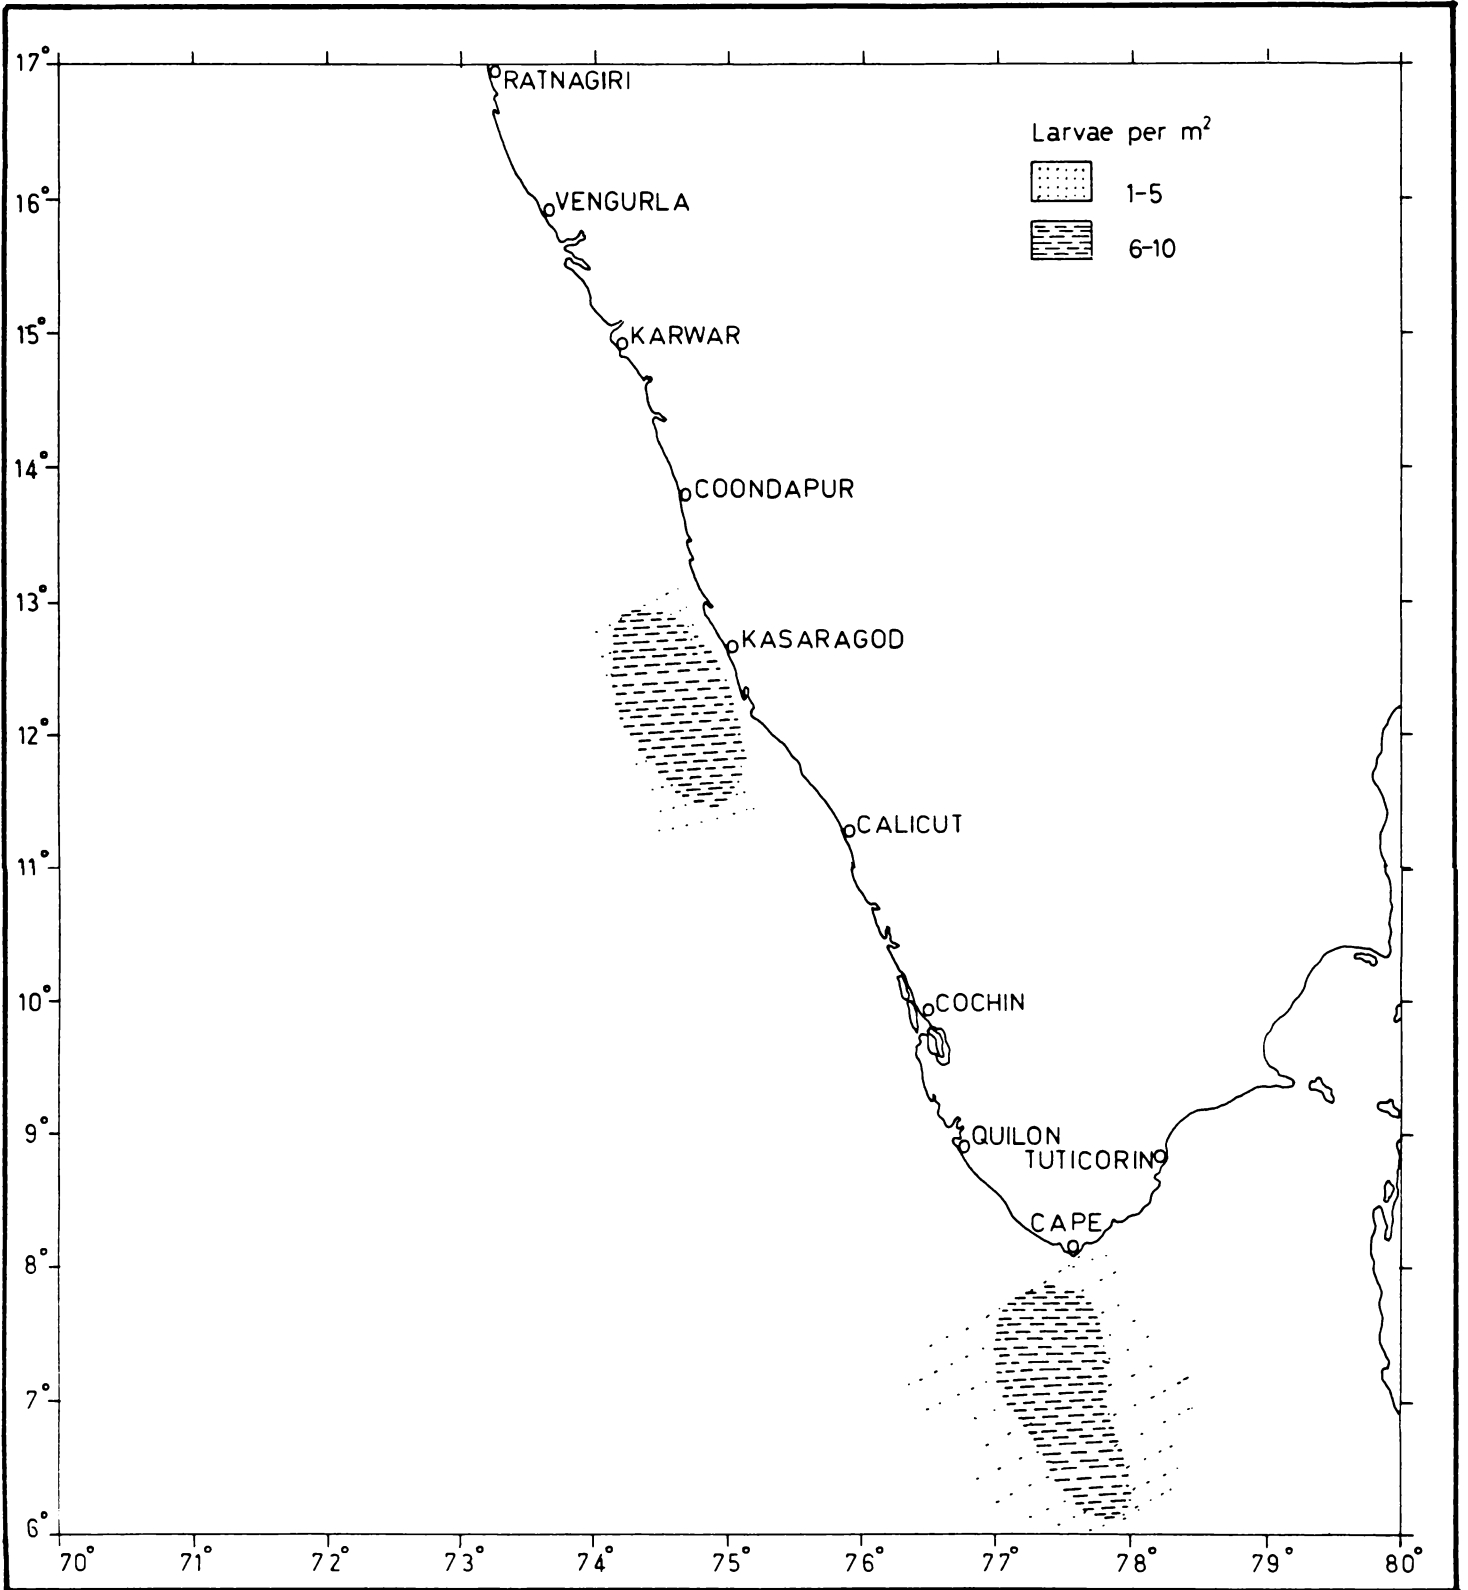 17°
RATNAGIRI
Larvae per m²
1-5
16°
VENGURLA
6-10
15°
KARWAR
14°
COONDAPUR
13°
KASARAGOD
12°
CALICUT
11°
10°
COCHIN
9°
QUILON
TUTICORIN
CAPE
8°
7°
6°
70° 71° 72° 73° 74° 75° 76° 77° 78° 79° 80°